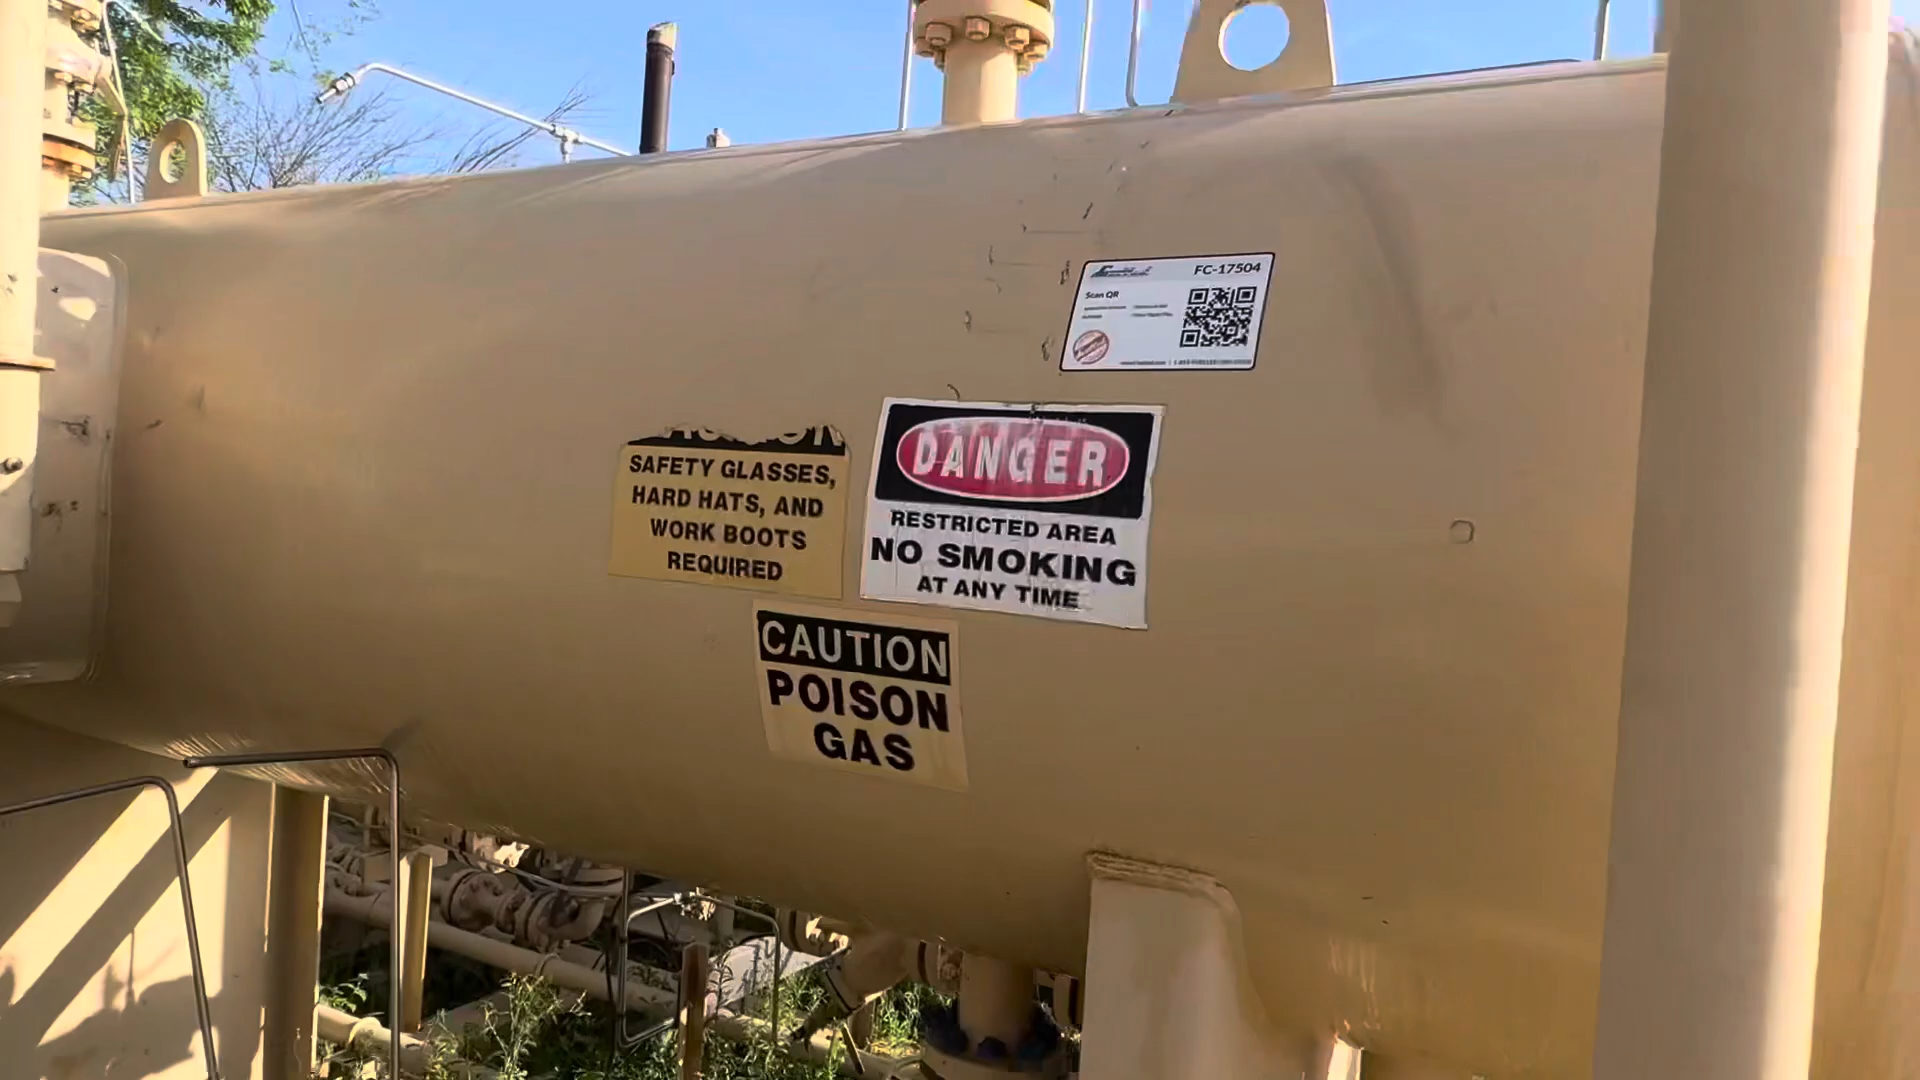 FC-17504
Scan QR
CAUTION
SAFETY GLASSES,
HARD HATS, AND
WORK BOOTS
REQUIRED
DANGER
RESTRICTED AREA
NO SMOKING
AT ANY TIME
CAUTION
POISON
GAS